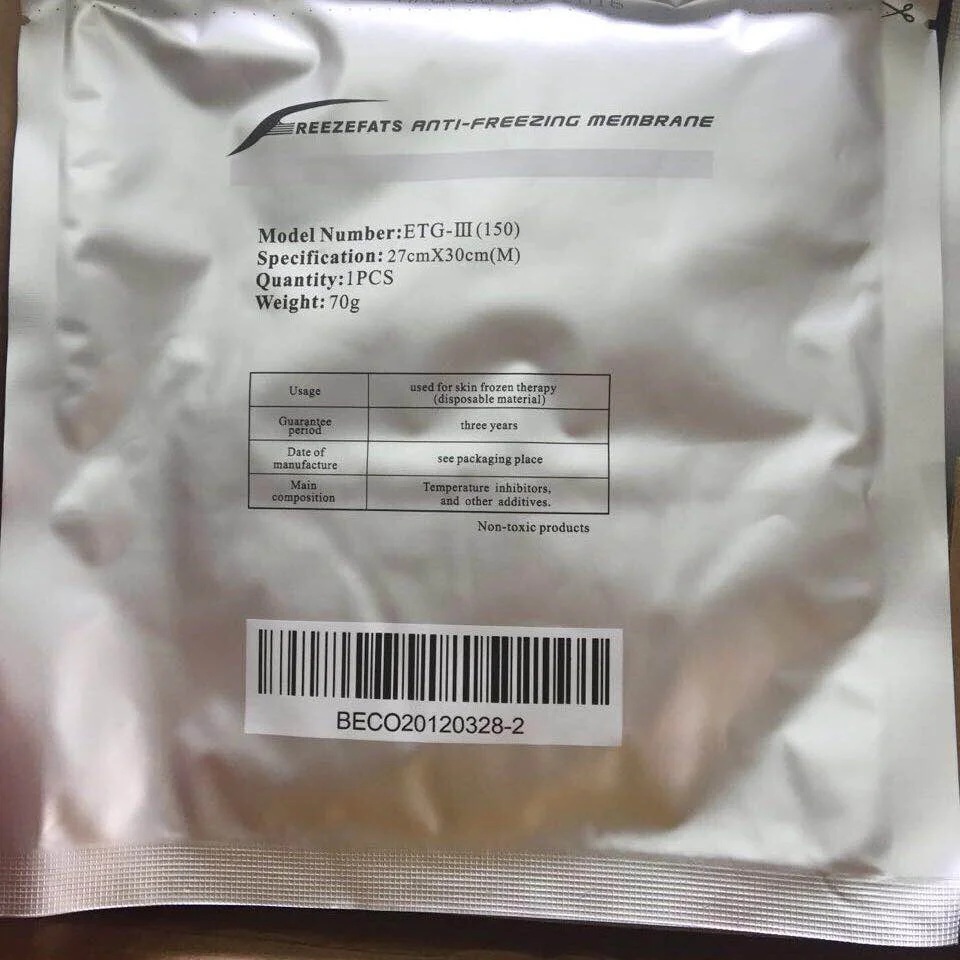 FREEZEFATS ANTI-FREEZING MEMBRANE
Model Number:ETG-III(150)
Specification: 27cmX30cm(M)
Quantity:1PCS
Weight: 70g
Usage
used for skin frozen therapy
(disposable material)
Guarantee
period
three years
Date of
manufacture
see packaging place
Main
composition
Temperature inhibitors,
and other additives.
Non-toxic products
BECO20120328-2